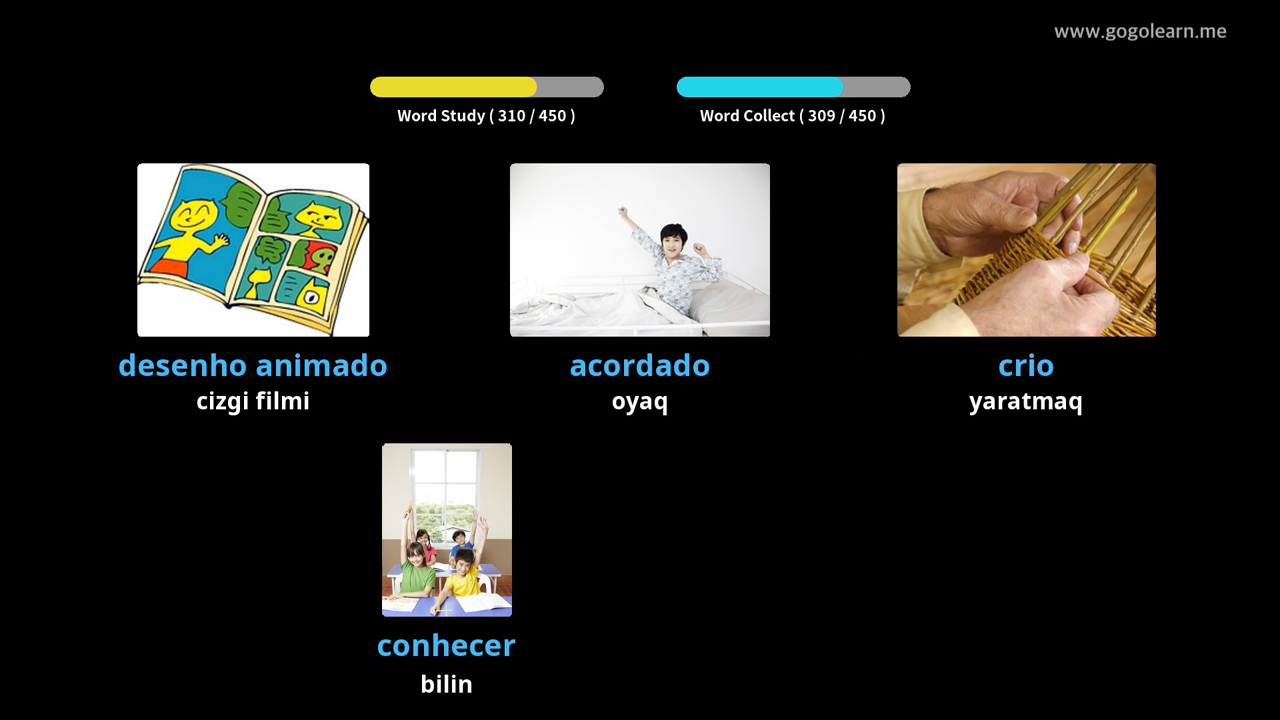 www.gogolearn.me
Word Study ( 310 / 450 )
Word Collect ( 309 / 450 )
desenho animado
cizgi filmi
acordado
oyaq
crio
yaratmaq
conhecer
bilin